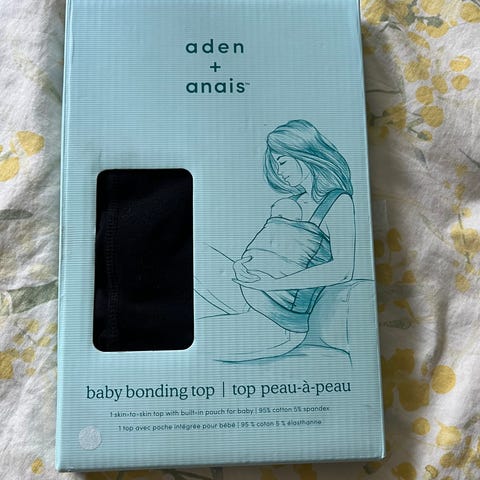 aden
+
anais™
baby bonding top | top peau-à-peau
1 skin-to-skin top with built-in pouch for baby | 95% cotton 5% spandex
1 top avec poche intégrée pour bébé | 95 % coton 5 % élasthanne